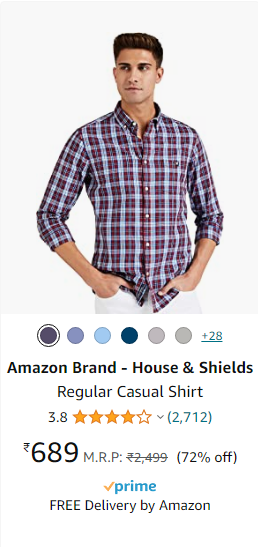 +28
Amazon Brand - House & Shields
Regular Casual Shirt
3.8 (2,712)
₹689 M.R.P: ₹2,499 (72% off)
prime
FREE Delivery by Amazon